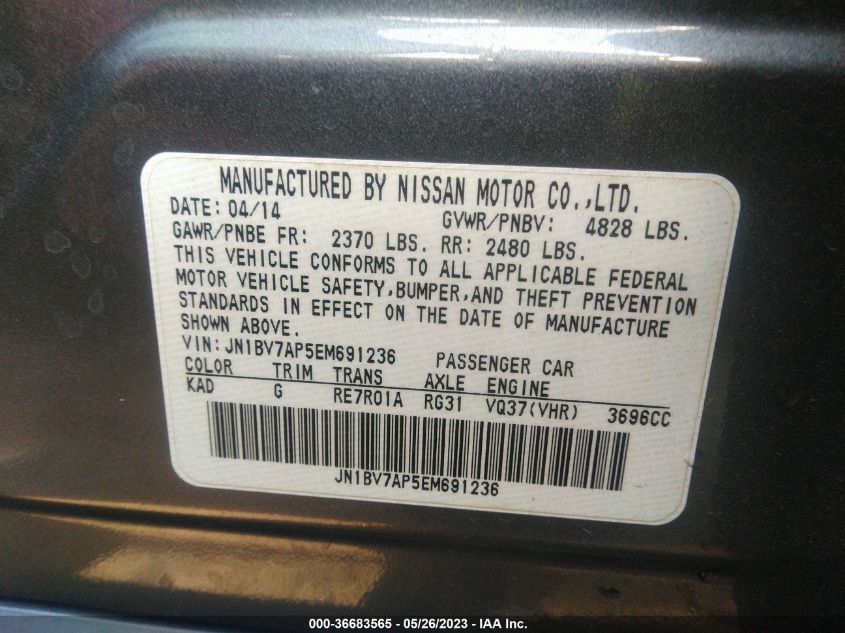 MANUFACTURED BY NISSAN MOTOR CO.,LTD.
DATE: 04/14 GVWR/PNBV: 4828 LBS.
GAWR/PNBE FR: 2370 LBS. RR: 2480 LBS.
THIS VEHICLE CONFORMS TO ALL APPLICABLE FEDERAL
MOTOR VEHICLE SAFETY,BUMPER,AND THEFT PREVENTION
STANDARDS IN EFFECT ON THE DATE OF MANUFACTURE
SHOWN ABOVE.
VIN:JN1BV7AP5EM691236 PASSENGER CAR
COLOR TRIM TRANS AXLE ENGINE
KAD G RE7R01A RG31 VQ37(VHR) 3696CC
JN1BV7AP5EM691236
000-36683565 - 05/26/2023 - IAA Inc.